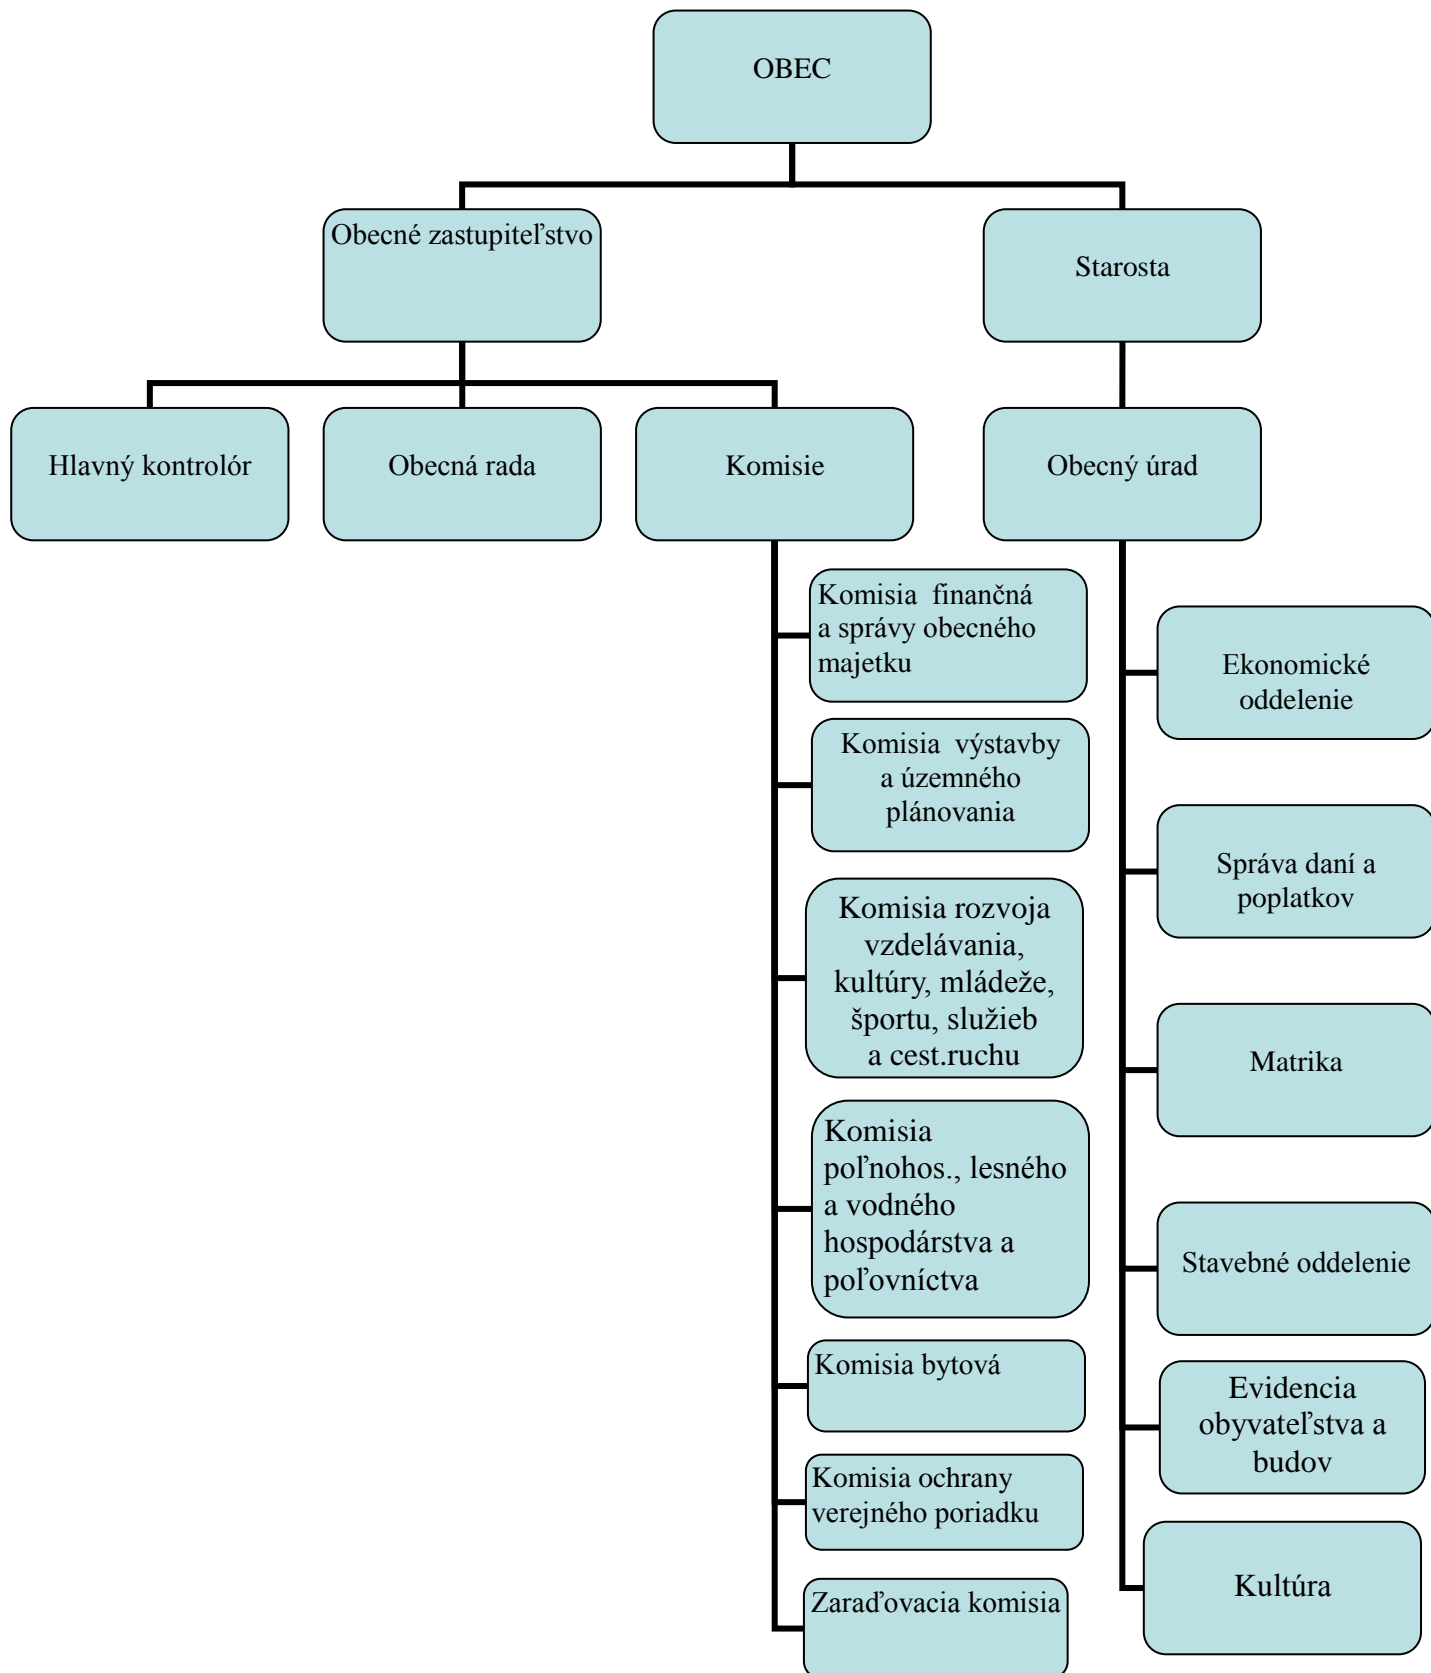 OBEC
Obecné zastupiteľstvo
Starosta
Hlavný kontrolór
Obecná rada
Komisie
Obecný úrad
Komisia  finančná
a správy obecného
majetku
Komisia  výstavby
a územného
plánovania
Komisia rozvoja
vzdelávania,
kultúry, mládeže,
športu, služieb
a cest.ruchu
Komisia
poľnohos., lesného
a vodného
hospodárstva a
poľovníctva
Komisia bytová
Komisia ochrany
verejného poriadku
Zaraďovacia komisia
Ekonomické
oddelenie
Správa daní a
poplatkov
Matrika
Stavebné oddelenie
Evidencia
obyvateľstva a
budov
Kultúra